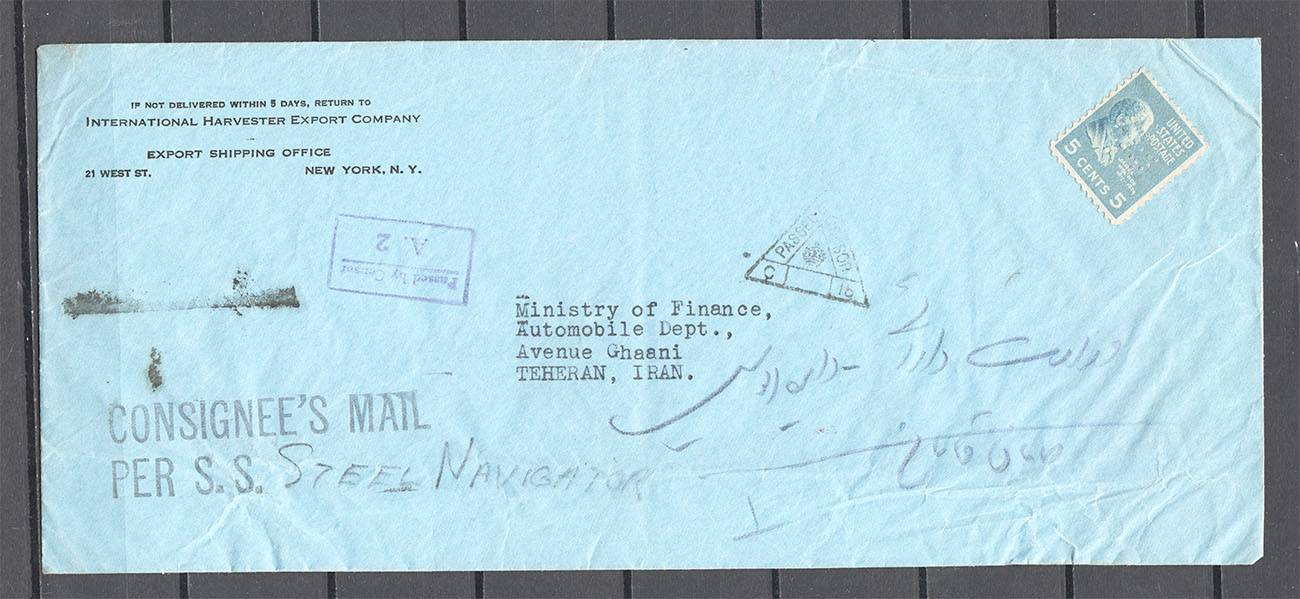 IF NOT DELIVERED WITHIN 5 DAYS, RETURN TO
INTERNATIONAL HARVESTER EXPORT COMPANY
EXPORT SHIPPING OFFICE
21 WEST ST. NEW YORK, N. Y.
UNITED
STATES
POSTAGE
5 CENTS 5
Passed by Censor
A. 2
PASSED
C 16
Ministry of Finance,
Automobile Dept.,
Avenue Ghaani
TEHERAN, IRAN.
CONSIGNEE'S MAIL
PER S.S. STEEL NAVIGATOR